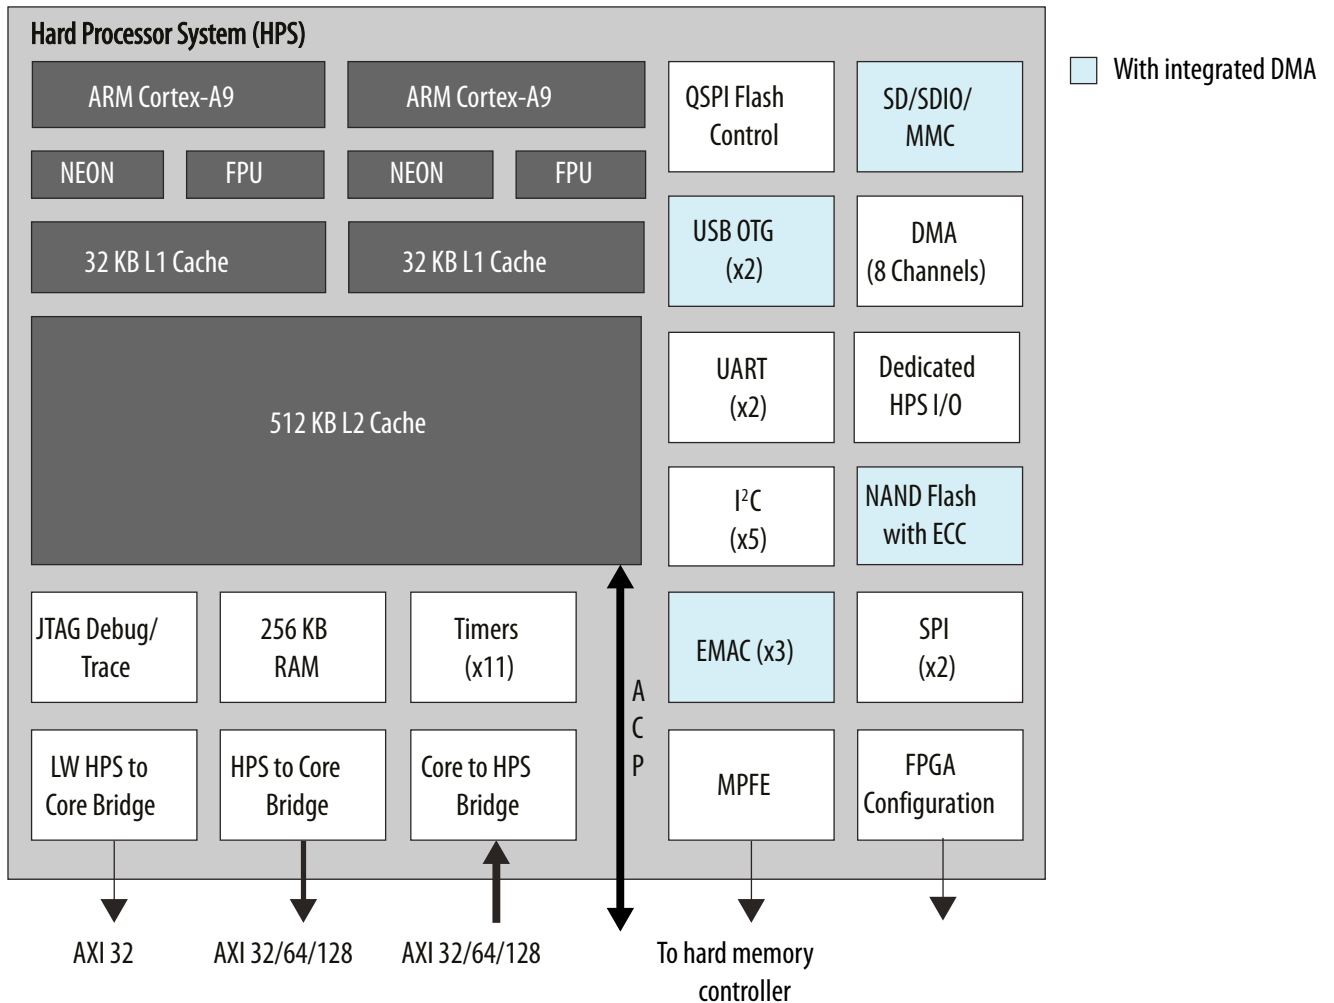 Hard Processor System (HPS)
With integrated DMA
ARM Cortex-A9
ARM Cortex-A9
NEON
FPU
NEON
FPU
32 KB L1 Cache
32 KB L1 Cache
512 KB L2 Cache
QSPI Flash
Control
SD/SDIO/
MMC
USB OTG
(x2)
DMA
(8 Channels)
UART
(x2)
Dedicated
HPS I/O
I²C
(x5)
NAND Flash
with ECC
JTAG Debug/
Trace
256 KB
RAM
Timers
(x11)
A
C
P
EMAC (x3)
SPI
(x2)
LW HPS to
Core Bridge
HPS to Core
Bridge
Core to HPS
Bridge
MPFE
FPGA
Configuration
AXI 32
AXI 32/64/128
AXI 32/64/128
To hard memory
controller